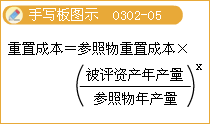 手写板图示 0302-05
重置成本＝参照物重置成本×
(被评资产年产量
参照物年产量)x